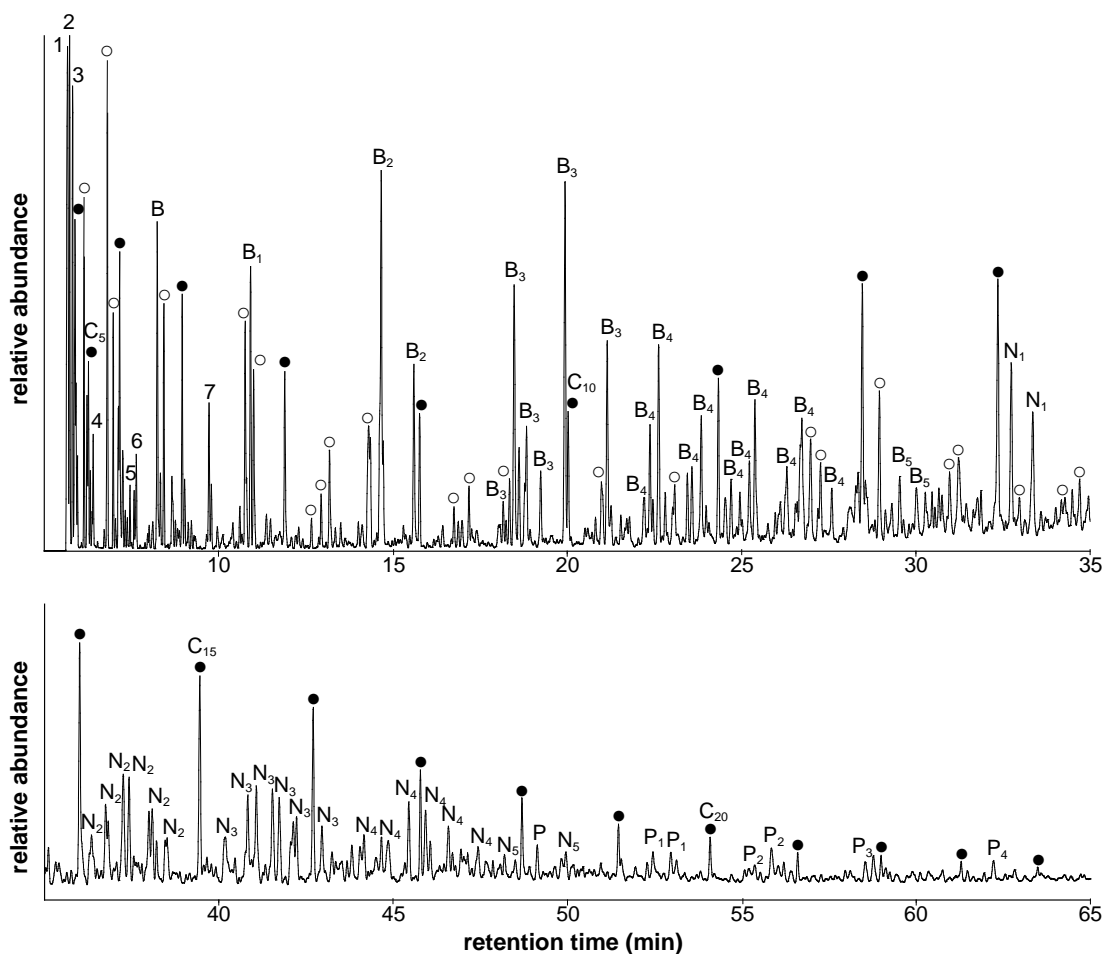 2
1
3
C5
4
5
6
B
7
B1
B2
B2
B3
B3
B3
B3
B3
C10
B3
B4
B4
B4
B4
B4
B4
B4
B4
B4
B4
B4
B5
B5
N1
N1
relative abundance
10 15 20 25 30 35
N2
N2
N2
N2
N2
N2
C15
N3
N3
N3
N3
N3
N3
N4
N4
N4
N4
N4
N4
N5
P
N5
P1
P1
C20
P2
P2
P3
P4
relative abundance
40 45 50 55 60 65
retention time (min)